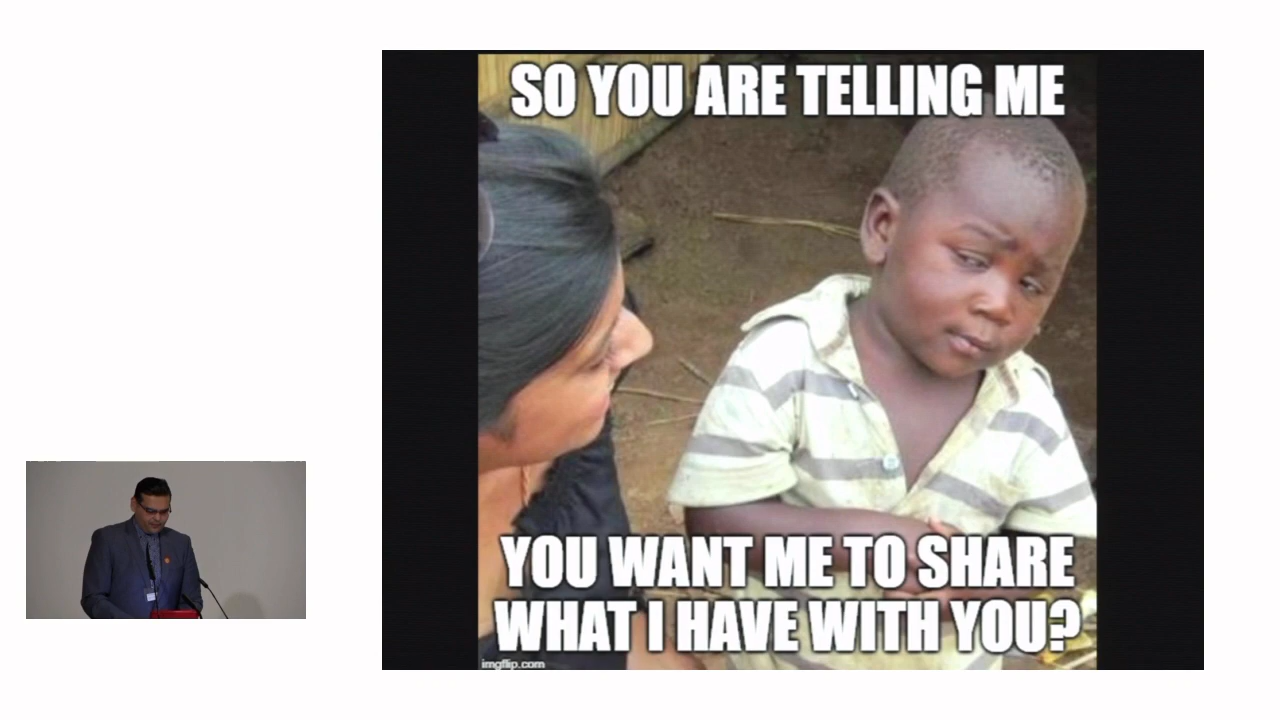 SO YOU ARE TELLING ME
YOU WANT ME TO SHARE
WHAT I HAVE WITH YOU?
imgflip.com